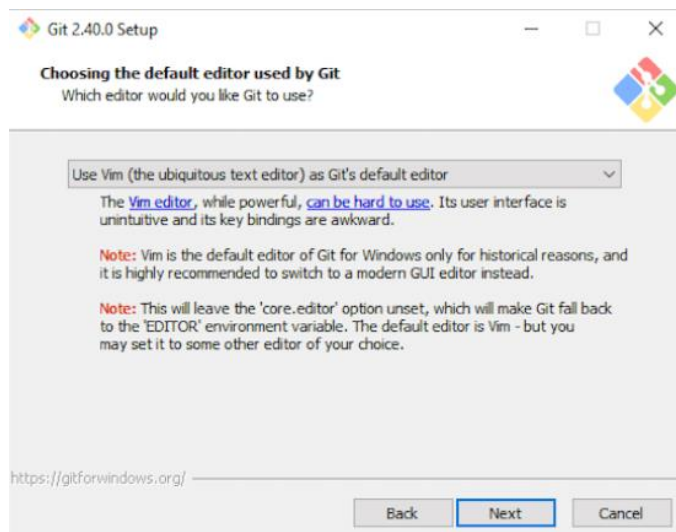 Git 2.40.0 Setup
Choosing the default editor used by Git
Which editor would you like Git to use?
Use Vim (the ubiquitous text editor) as Git's default editor
The Vim editor, while powerful, can be hard to use. Its user interface is
unintuitive and its key bindings are awkward.
Note: Vim is the default editor of Git for Windows only for historical reasons, and
it is highly recommended to switch to a modern GUI editor instead.
Note: This will leave the 'core.editor' option unset, which will make Git fall back
to the 'EDITOR' environment variable. The default editor is Vim - but you
may set it to some other editor of your choice.
https://gitforwindows.org/
Back Next Cancel